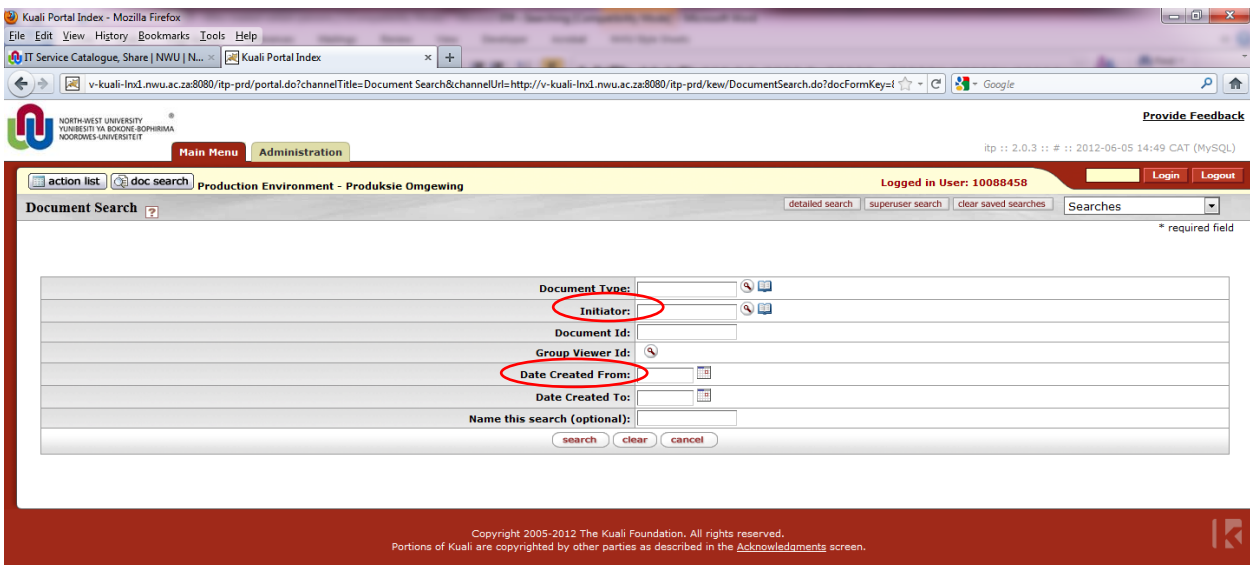 Kuali Portal Index - Mozilla Firefox
File Edit View History Bookmarks Tools Help
IT Service Catalogue, Share | NWU | N... × Kuali Portal Index × +
v-kuali-lnx1.nwu.ac.za:8080/itp-prd/portal.do?channelTitle=Document Search&channelUrl=http://v-kuali-lnx1.nwu.ac.za:8080/itp-prd/kew/DocumentSearch.do?docFormKey=8 Google
NORTH-WEST UNIVERSITY ®
YUNIBESITI YA BOKONE-BOPHIRIMA
NOORDWES-UNIVERSITEIT
Provide Feedback
Main Menu Administration
itp :: 2.0.3 :: # :: 2012-06-05 14:49 CAT (MySQL)
action list doc search Production Environment - Produksie Omgewing
Logged in User: 10088458
Login Logout
Document Search ?
detailed search superuser search clear saved searches Searches
* required field
Document Type:
Initiator:
Document Id:
Group Viewer Id:
Date Created From:
Date Created To:
Name this search (optional):
search clear cancel
Copyright 2005-2012 The Kuali Foundation. All rights reserved.
Portions of Kuali are copyrighted by other parties as described in the Acknowledgments screen.